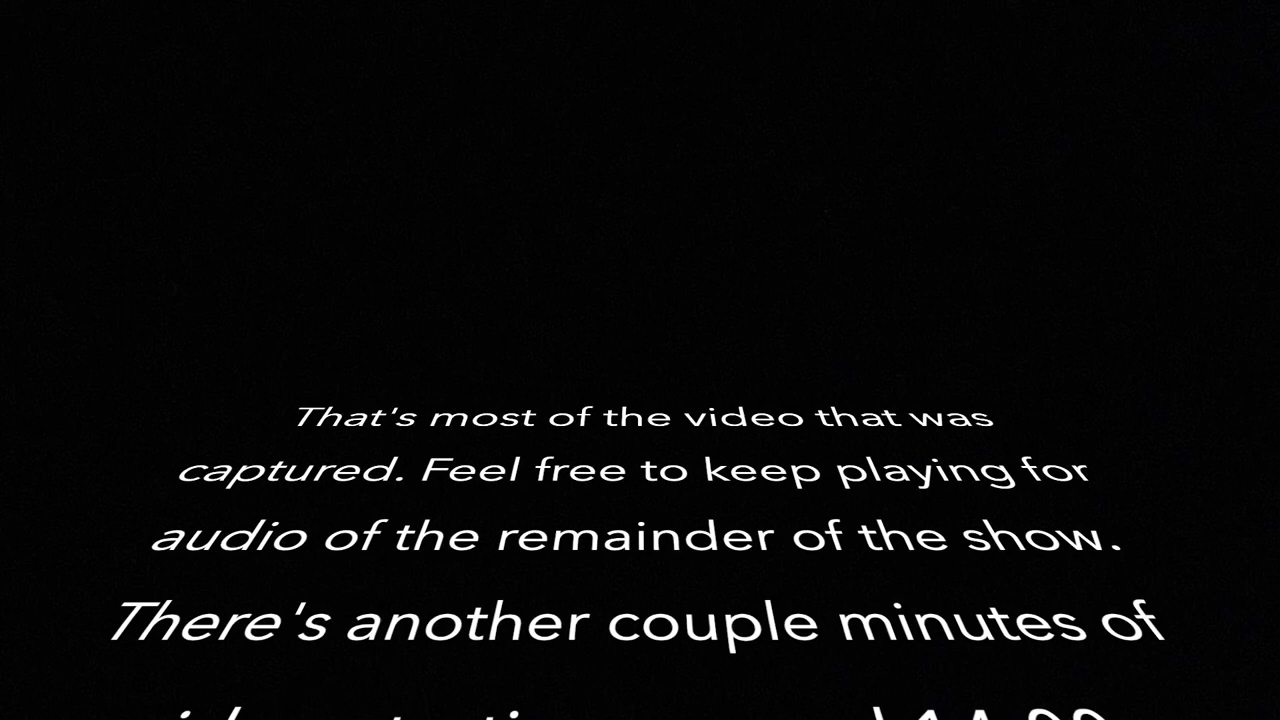 That's most of the video that was
captured. Feel free to keep playing for
audio of the remainder of the show.
There's another couple minutes of